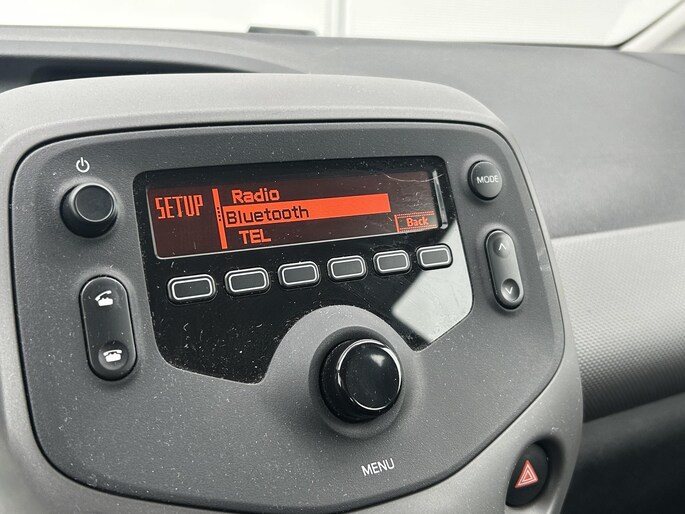 Radio
SETUP
Bluetooth
Back
TEL
MODE
MENU